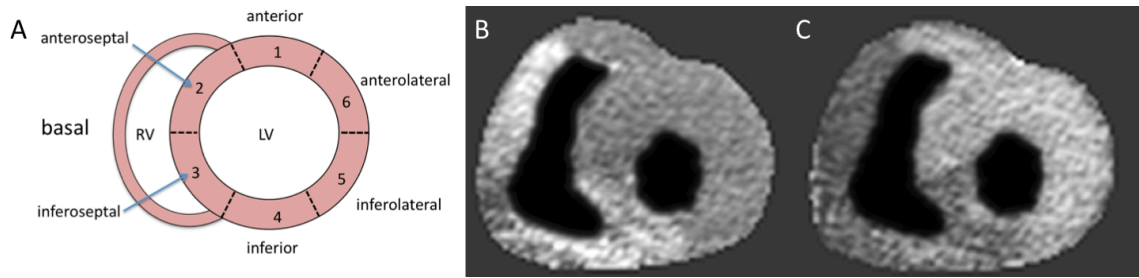 A
anterior
anteroseptal
1
2
anterolateral
6
basal
RV
LV
3
5
inferoseptal
4
inferolateral
inferior
B
C